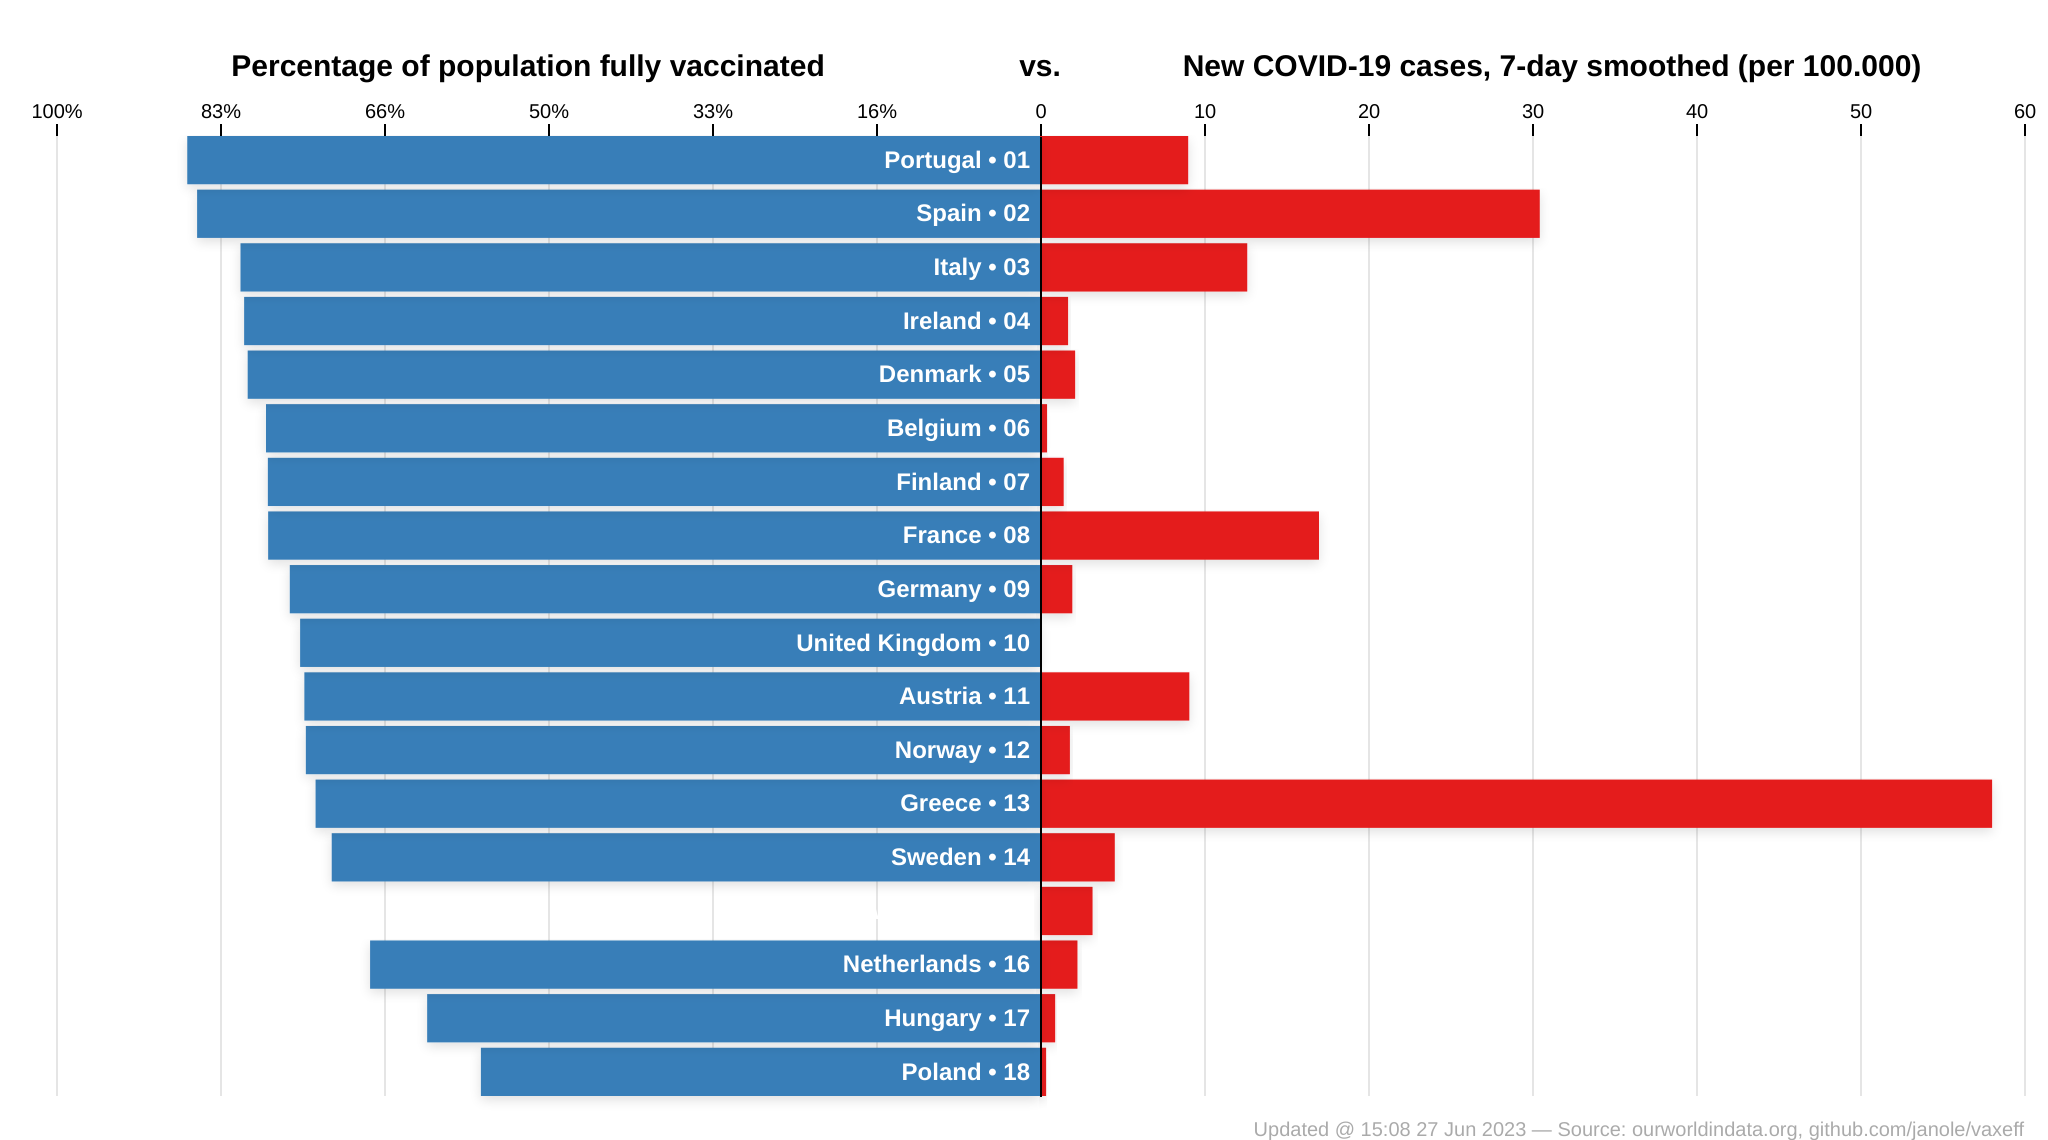 Percentage of population fully vaccinated vs. New COVID-19 cases, 7-day smoothed (per 100.000)
100% 83% 66% 50% 33% 16% 0 10 20 30 40 50 60
Portugal • 01
Spain • 02
Italy • 03
Ireland • 04
Denmark • 05
Belgium • 06
Finland • 07
France • 08
Germany • 09
United Kingdom • 10
Austria • 11
Norway • 12
Greece • 13
Sweden • 14
Netherlands • 16
Hungary • 17
Poland • 18
Updated @ 15:08 27 Jun 2023 — Source: ourworldindata.org, github.com/janole/vaxeff